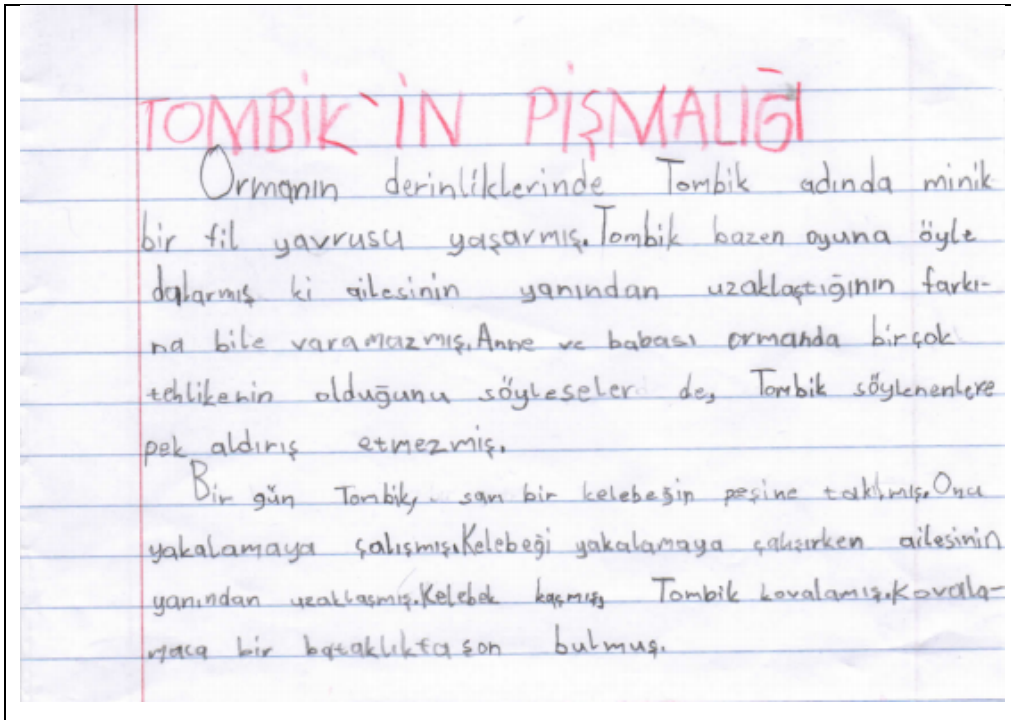 TOMBİK'İN PİŞMALIĞI
Ormanın derinliklerinde Tombik adında minik
bir fil yavrusu yaşarmış. Tombik bazen oyuna öyle
dalarmış ki ailesinin yanından uzaklaştığının farkı-
na bile varamazmış. Anne ve babası ormanda birçok
tehlikenin olduğunu söyleseler de, Tombik söylenenlere
pek aldırış etmezmiş.
Bir gün Tombik, sarı bir kelebeğin peşine takılmış. Onu
yakalamaya çalışmış. Kelebeği yakalamaya çalışırken ailesinin
yanından uzaklaşmış. Kelebek kaçmış, Tombik kovalamış. Kovala-
maca bir bataklıkta son bulmuş.